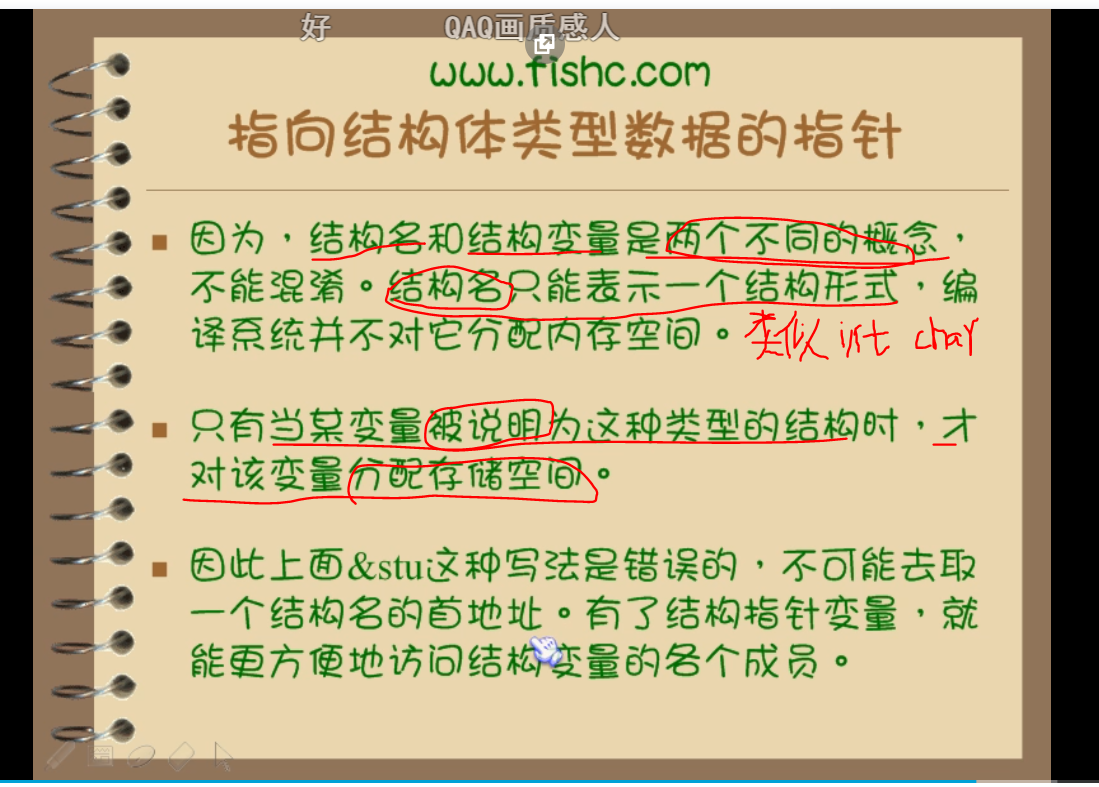 好 QAQ画质感人
www.fishc.com
指向结构体类型数据的指针
因为，结构名和结构变量是两个不同的概念，
不能混淆。结构名只能表示一个结构形式，编
译系统并不对它分配内存空间。
类似 int char
只有当某变量被说明为这种类型的结构时，才
对该变量分配存储空间。
因此上面&stu这种写法是错误的，不可能去取
一个结构名的首地址。有了结构指针变量，就
能更方便地访问结构变量的各个成员。